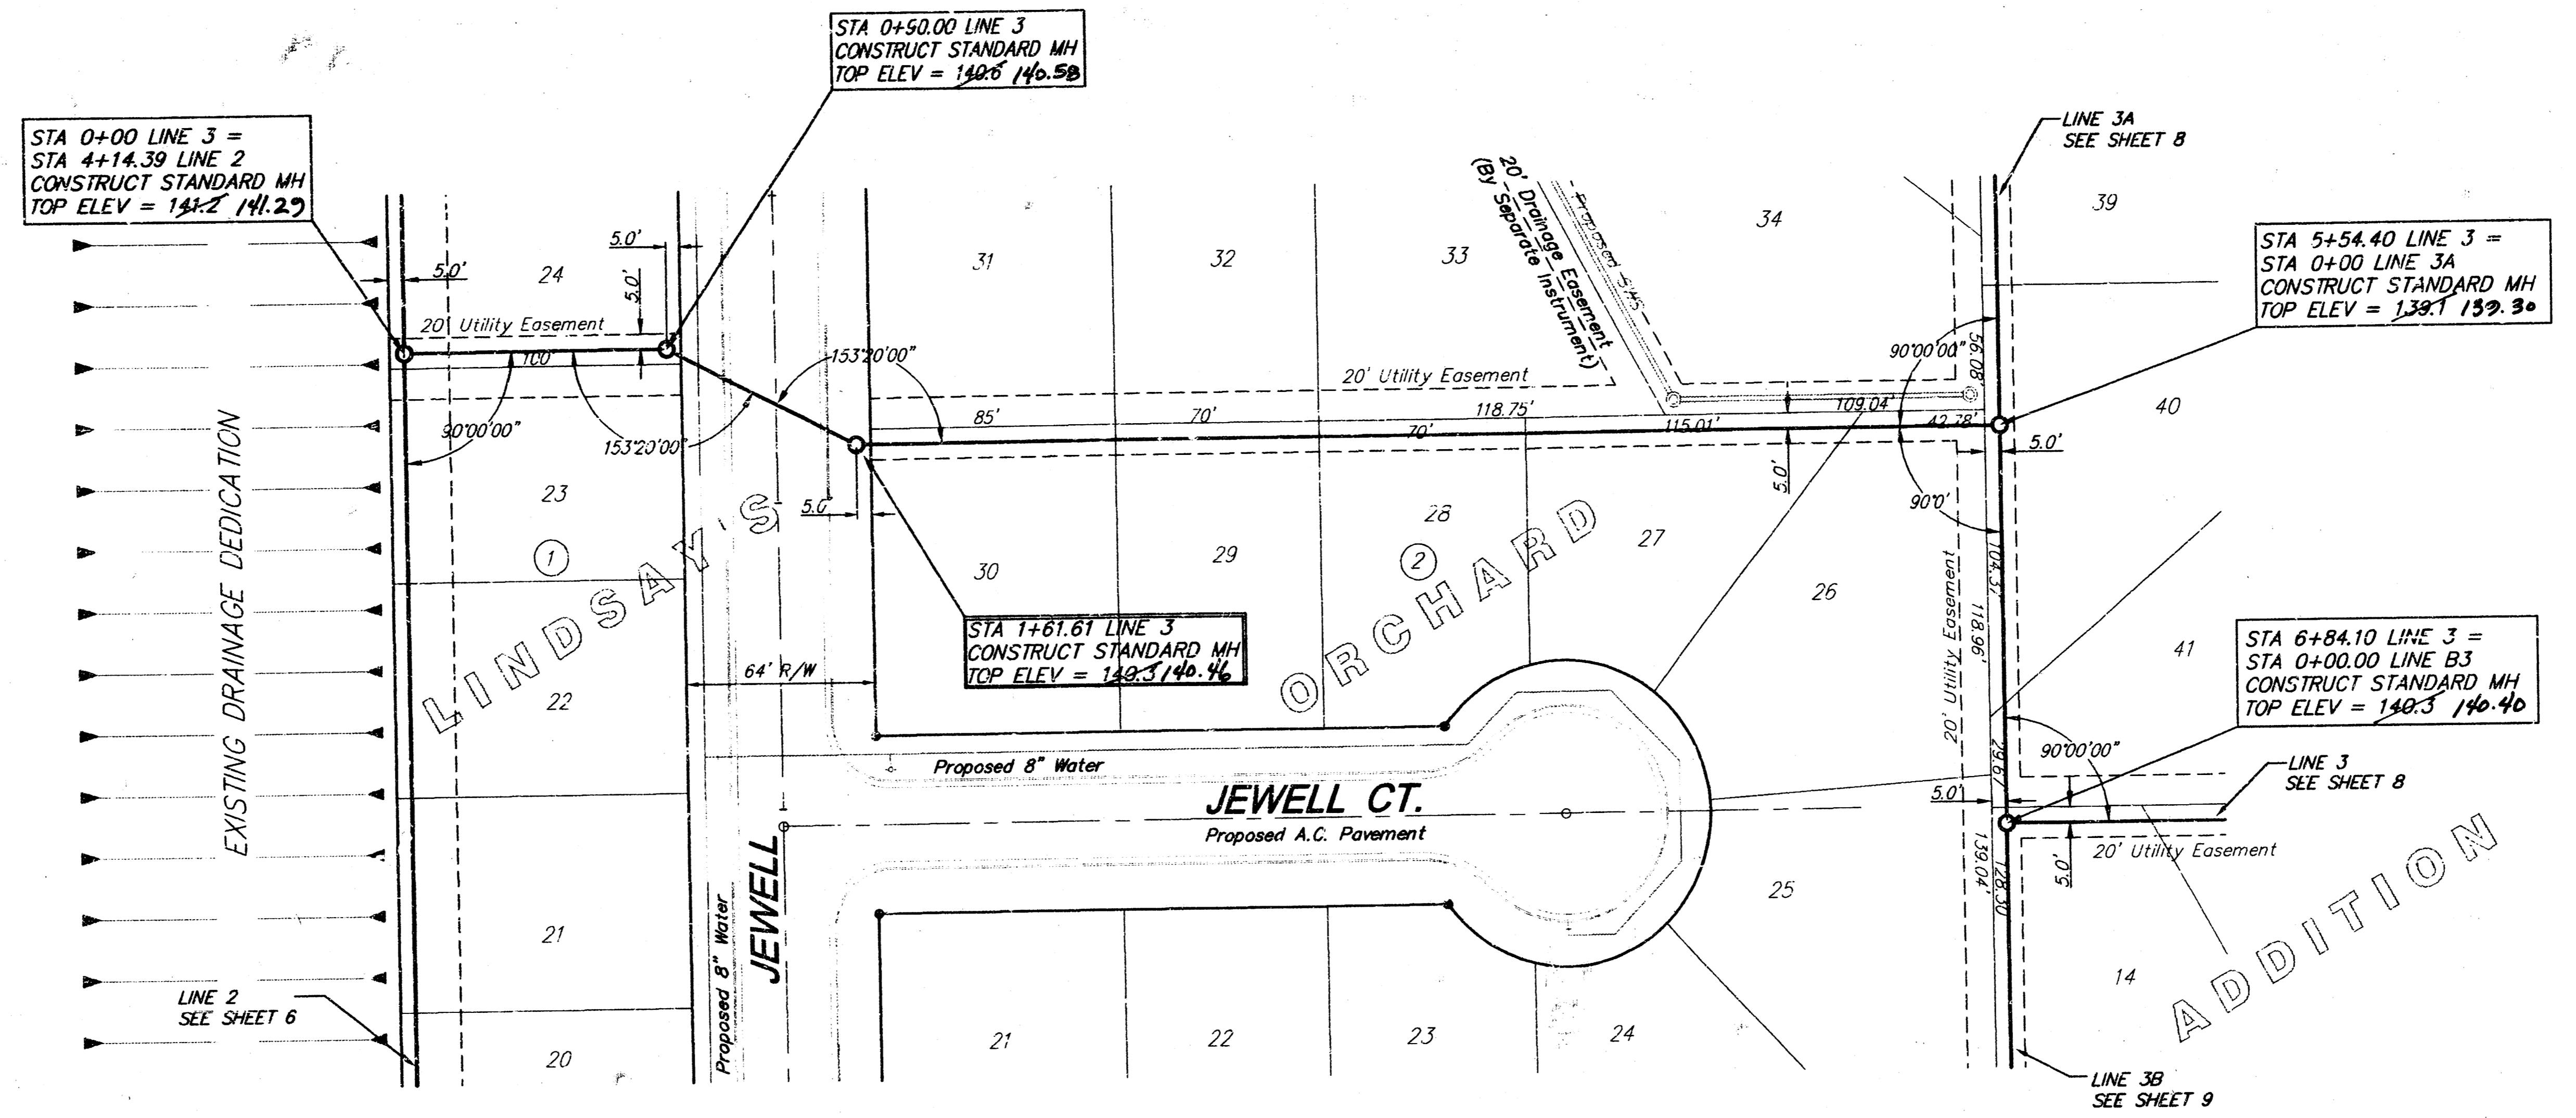 STA 0+90.00 LINE 3
CONSTRUCT STANDARD MH
TOP ELEV = 140.6 140.58
STA 0+00 LINE 3 =
STA 4+14.39 LINE 2
CONSTRUCT STANDARD MH
TOP ELEV = 141.2 141.29
LINE 3A
SEE SHEET 8
STA 5+54.40 LINE 3 =
STA 0+00 LINE 3A
CONSTRUCT STANDARD MH
TOP ELEV = 139.1 139.30
20' Drainage Easement
(By Separate Instrument)
Proposed SWS
5.0'
5.0'
5.0'
24
31
32
33
34
39
20' Utility Easement
100'
153°20'00"
90°00'00"
153°20'00"
20' Utility Easement
85'
70'
118.75'
70'
115.01'
109.04'
42.78'
90°00'00"
56.08'
40
5.0'
5.0'
90°0'
5.0'
EXISTING DRAINAGE DEDICATION
23
1
LINDSAY'S
30
29
28
2
27
26
ORCHARD
20' Utility Easement
104.37'
118.96'
41
STA 1+61.61 LINE 3
CONSTRUCT STANDARD MH
TOP ELEV = 140.3 140.46
STA 6+84.10 LINE 3 =
STA 0+00.00 LINE B3
CONSTRUCT STANDARD MH
TOP ELEV = 140.3 140.40
64' R/W
22
29.67'
90°00'00"
LINE 3
SEE SHEET 8
Proposed 8" Water
JEWELL CT.
Proposed A.C. Pavement
5.0'
20' Utility Easement
5.0'
139.04'
128.30'
JEWELL
Proposed 8" Water
21
25
14
ADDITION
LINE 2
SEE SHEET 6
20
21
22
23
24
LINE 3B
SEE SHEET 9